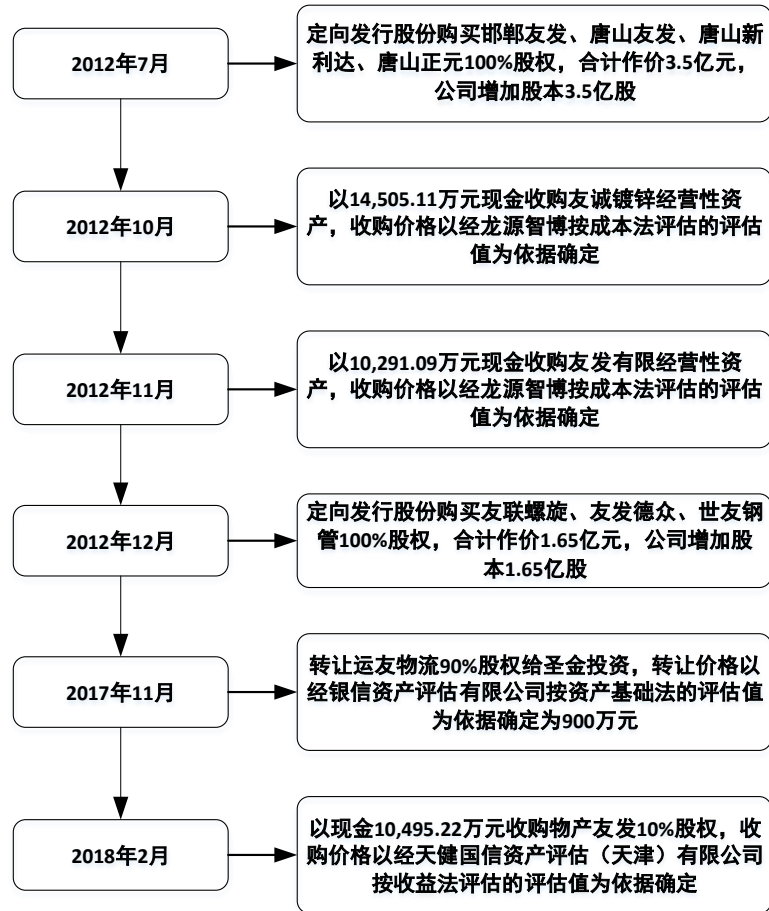 2012年7月
定向发行股份购买邯郸友发、唐山友发、唐山新
利达、唐山正元100%股权，合计作价3.5亿元，
公司增加股本3.5亿股
2012年10月
以14,505.11万元现金收购友诚镀锌经营性资
产，收购价格以经龙源智博按成本法评估的评估
值为依据确定
2012年11月
以10,291.09万元现金收购友发有限经营性资
产，收购价格以经龙源智博按成本法评估的评估
值为依据确定
2012年12月
定向发行股份购买友联螺旋、友发德众、世友钢
管100%股权，合计作价1.65亿元，公司增加股
本1.65亿股
2017年11月
转让运友物流90%股权给圣金投资，转让价格以
经银信资产评估有限公司按资产基础法的评估值
为依据确定为900万元
2018年2月
以现金10,495.22万元收购物产友发10%股权，收
购价格以经天健国信资产评估（天津）有限公司
按收益法评估的评估值为依据确定